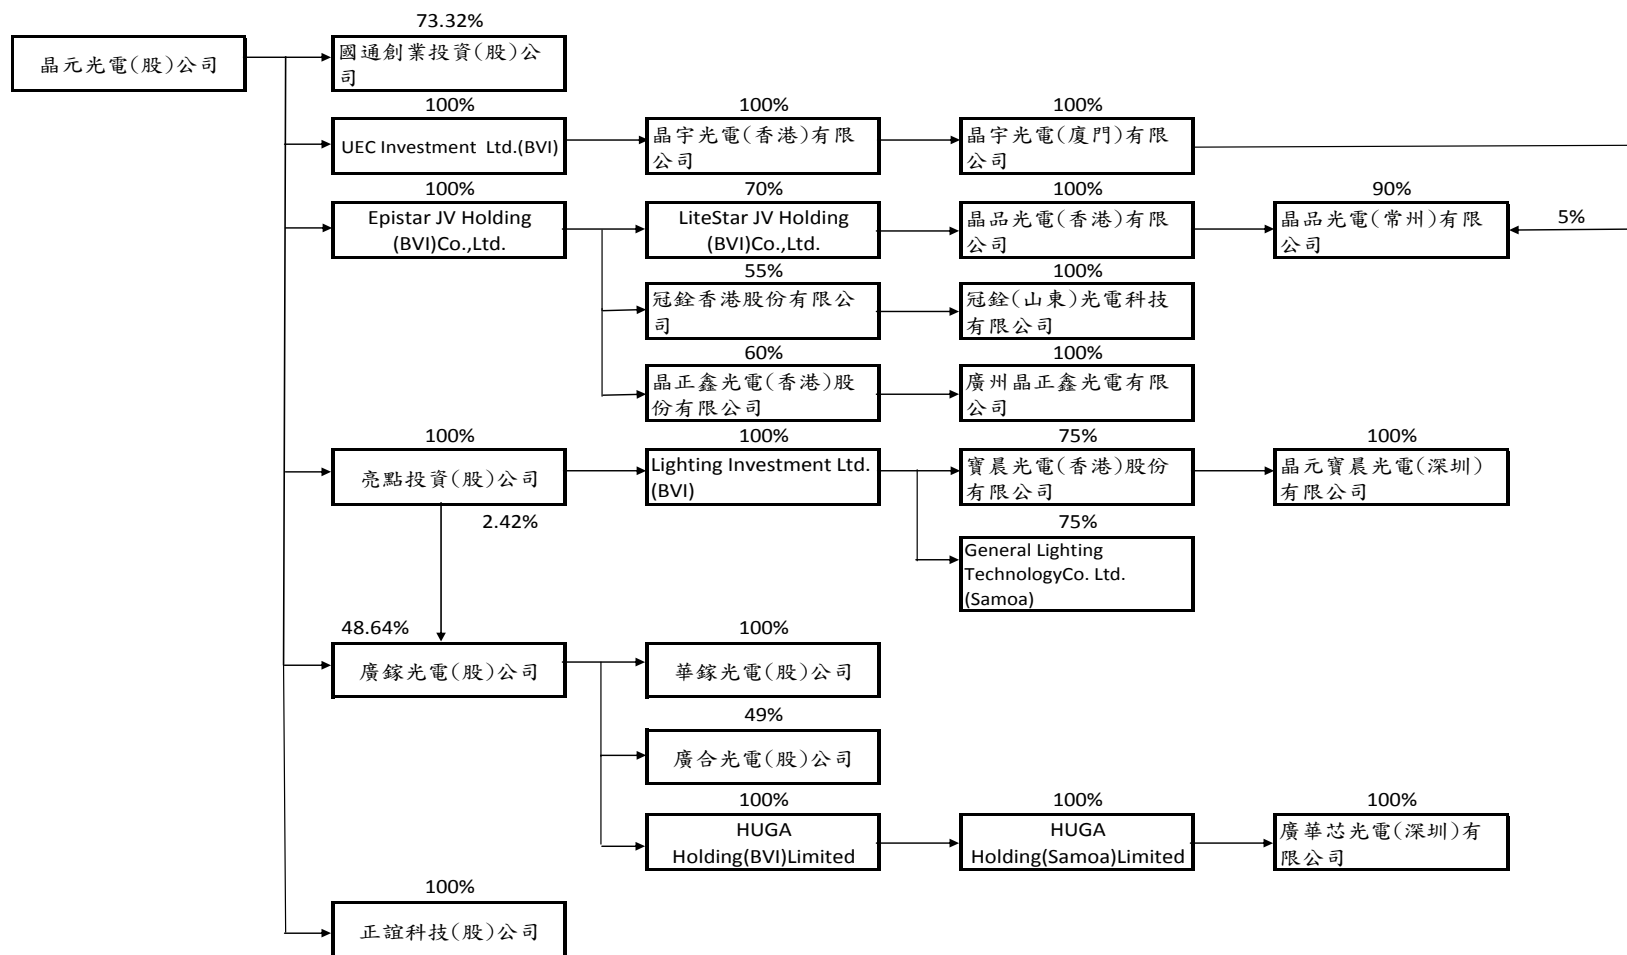 73.32%
晶元光電(股)公司
國通創業投資(股)公
司
100%
100%
100%
UEC Investment Ltd.(BVI)
晶宇光電(香港)有限
公司
晶宇光電(廈門)有限
公司
100%
70%
100%
90%
Epistar JV Holding
(BVI)Co.,Ltd.
LiteStar JV Holding
(BVI)Co.,Ltd.
晶品光電(香港)有限
公司
晶品光電(常州)有限
公司
5%
55%
100%
冠銓香港股份有限公
司
冠銓(山東)光電科技
有限公司
60%
100%
晶正鑫光電(香港)股
份有限公司
廣州晶正鑫光電有限
公司
100%
100%
75%
100%
亮點投資(股)公司
Lighting Investment Ltd.
(BVI)
寶晨光電(香港)股份
有限公司
晶元寶晨光電(深圳)
有限公司
2.42%
75%
General Lighting
TechnologyCo. Ltd.
(Samoa)
48.64%
100%
廣鎵光電(股)公司
華鎵光電(股)公司
49%
廣合光電(股)公司
100%
100%
100%
HUGA
Holding(BVI)Limited
HUGA
Holding(Samoa)Limited
廣華芯光電(深圳)有
限公司
100%
正誼科技(股)公司